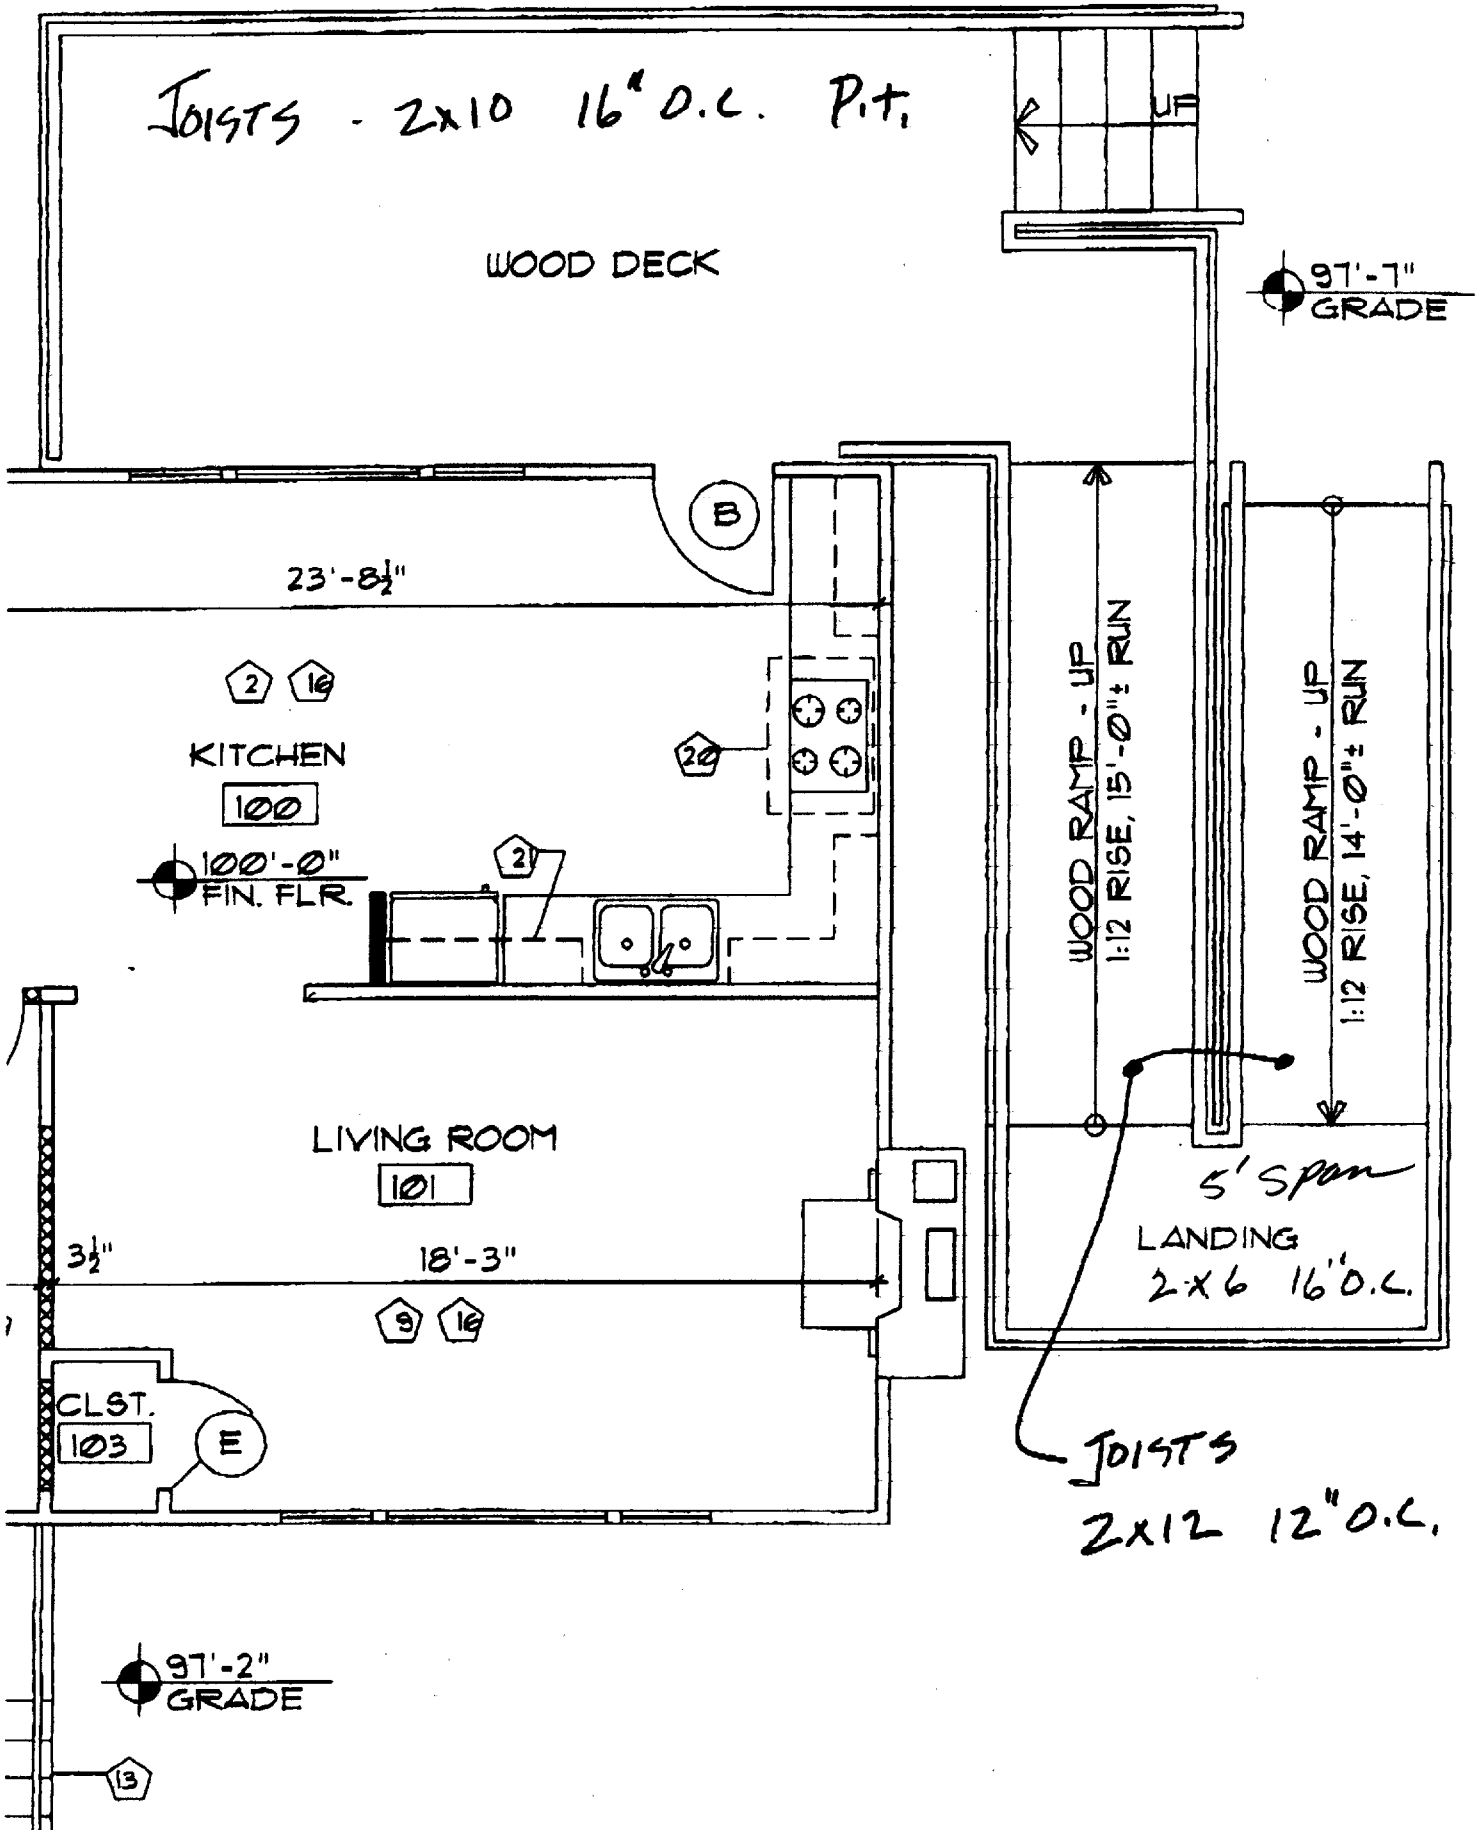 JOISTS - 2x10 16" O.C. P.t.
UP
WOOD DECK
97'-7"
GRADE
B
23'-8½"
2 16
KITCHEN
100
20
100'-0"
FIN. FLR.
21
WOOD RAMP - UP
1:12 RISE, 15'-0"± RUN
WOOD RAMP - UP
1:12 RISE, 14'-0"± RUN
LIVING ROOM
101
5' Span
LANDING
2x6 16" O.C.
3½"
18'-3"
9 16
CLST.
103
E
JOISTS
2x12 12" O.C.
97'-2"
GRADE
13